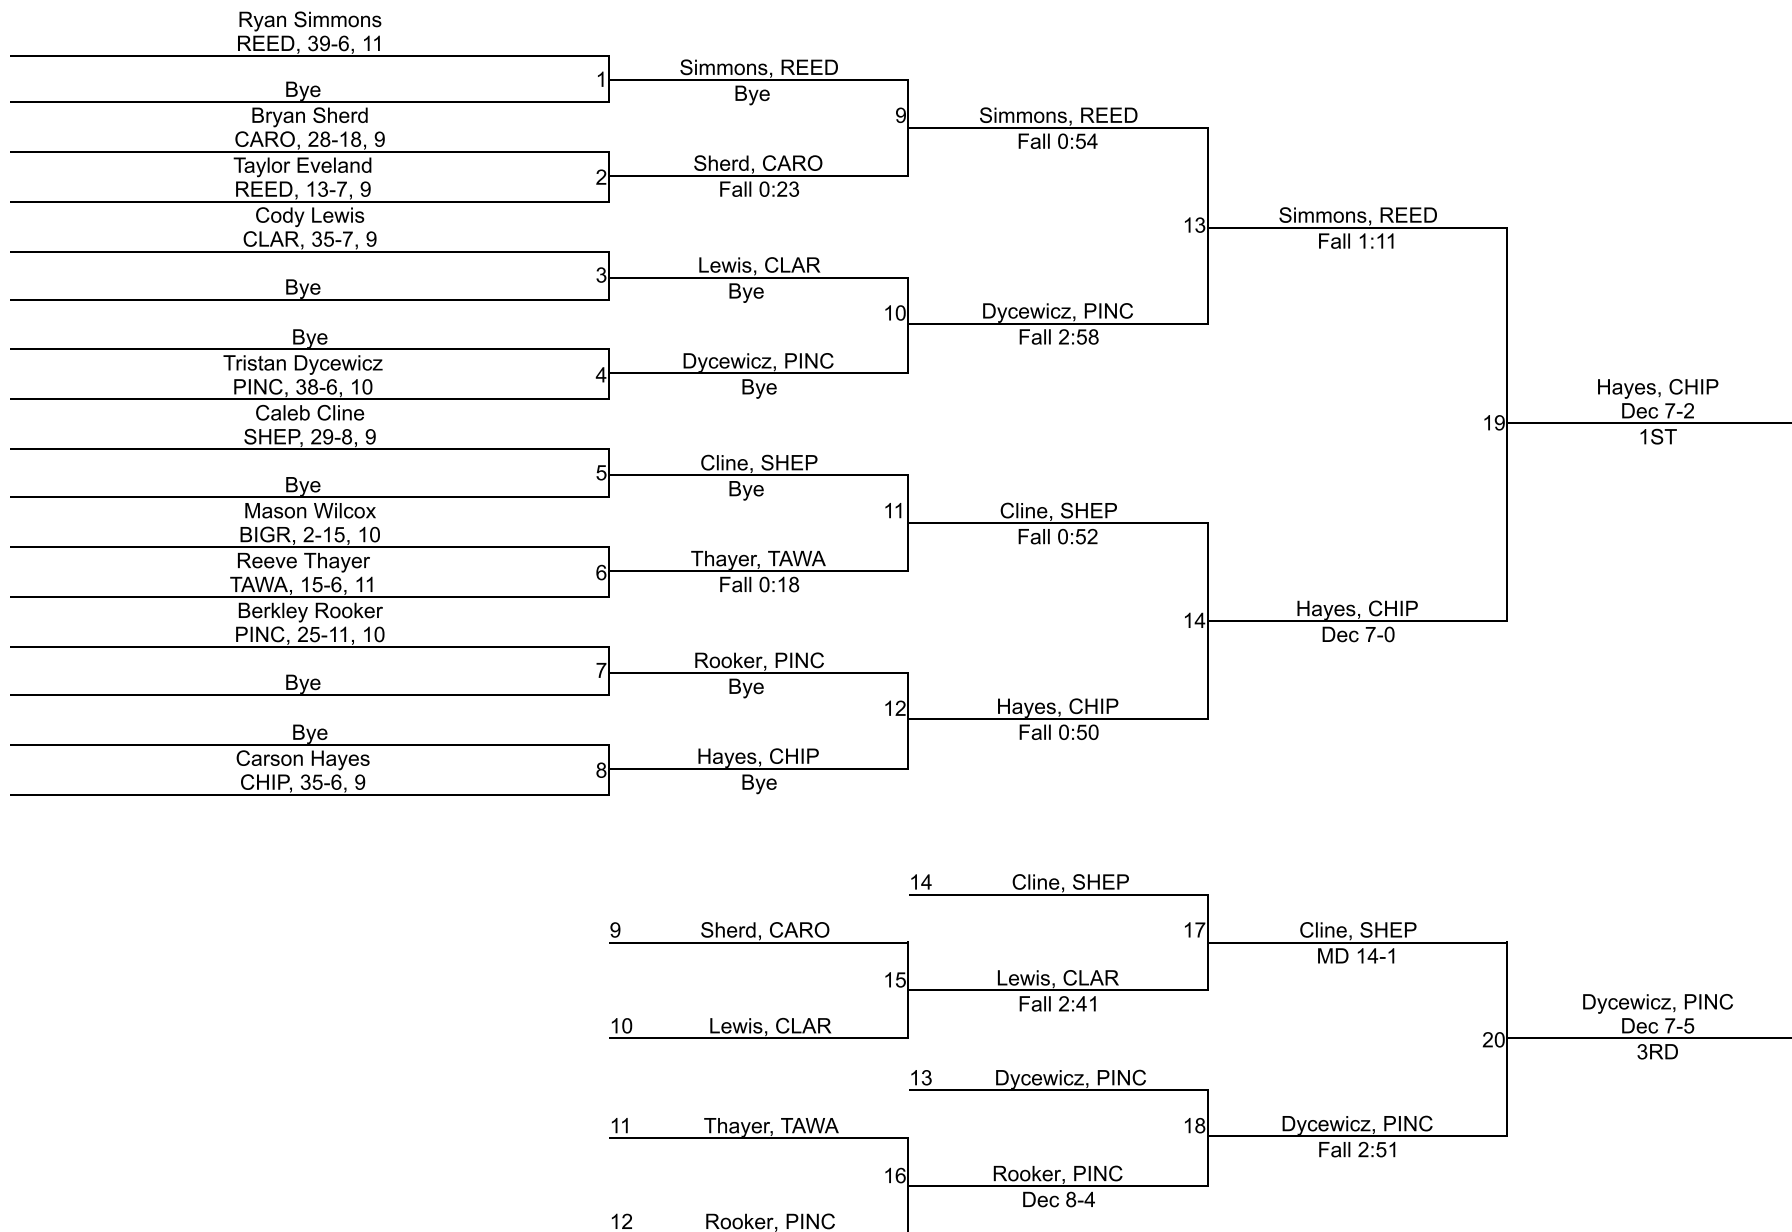 Ryan Simmons
REED, 39-6, 11
Bye
1
Bryan Sherd
CARO, 28-18, 9
Taylor Eveland
REED, 13-7, 9
2
Cody Lewis
CLAR, 35-7, 9
Bye
3
Bye
Tristan Dycewicz
PINC, 38-6, 10
4
Caleb Cline
SHEP, 29-8, 9
Bye
5
Mason Wilcox
BIGR, 2-15, 10
Reeve Thayer
TAWA, 15-6, 11
6
Berkley Rooker
PINC, 25-11, 10
Bye
7
Bye
Carson Hayes
CHIP, 35-6, 9
8
Simmons, REED
Bye
9
Sherd, CARO
Fall 0:23
Lewis, CLAR
Bye
10
Dycewicz, PINC
Bye
Cline, SHEP
Bye
11
Thayer, TAWA
Fall 0:18
Rooker, PINC
Bye
12
Hayes, CHIP
Bye
Simmons, REED
Fall 0:54
13
Dycewicz, PINC
Fall 2:58
Cline, SHEP
Fall 0:52
14
Hayes, CHIP
Fall 0:50
Simmons, REED
Fall 1:11
19
Hayes, CHIP
Dec 7-0
Hayes, CHIP
Dec 7-2
1ST
14 Cline, SHEP
9 Sherd, CARO
15
10 Lewis, CLAR
17
Lewis, CLAR
Fall 2:41
13 Dycewicz, PINC
11 Thayer, TAWA
16
12 Rooker, PINC
18
Rooker, PINC
Dec 8-4
Cline, SHEP
MD 14-1
20
Dycewicz, PINC
Fall 2:51
Dycewicz, PINC
Dec 7-5
3RD